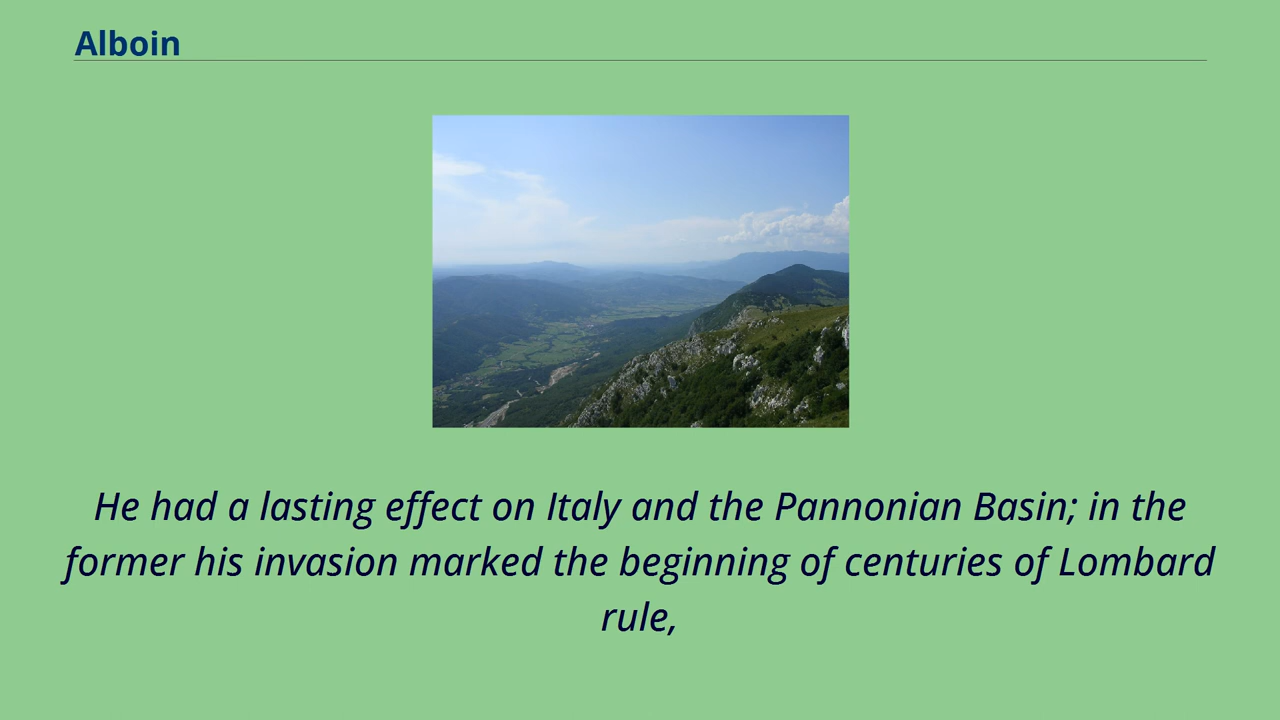 Alboin
He had a lasting effect on Italy and the Pannonian Basin; in the
former his invasion marked the beginning of centuries of Lombard
rule,